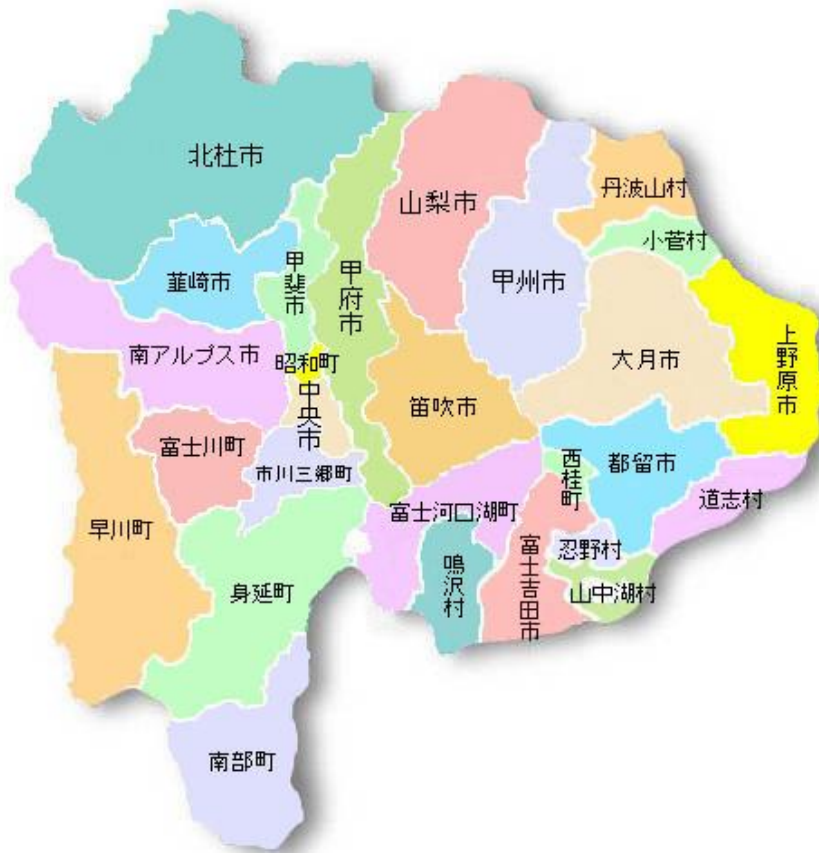 北杜市
山梨市
丹波山村
小菅村
韮崎市
甲斐市
甲府市
甲州市
南アルプス市
昭和町
大月市
上野原市
中央市
笛吹市
富士川町
市川三郷町
西桂町
都留市
道志村
早川町
富士河口湖町
忍野村
鳴沢村
富士吉田市
身延町
山中湖村
南部町